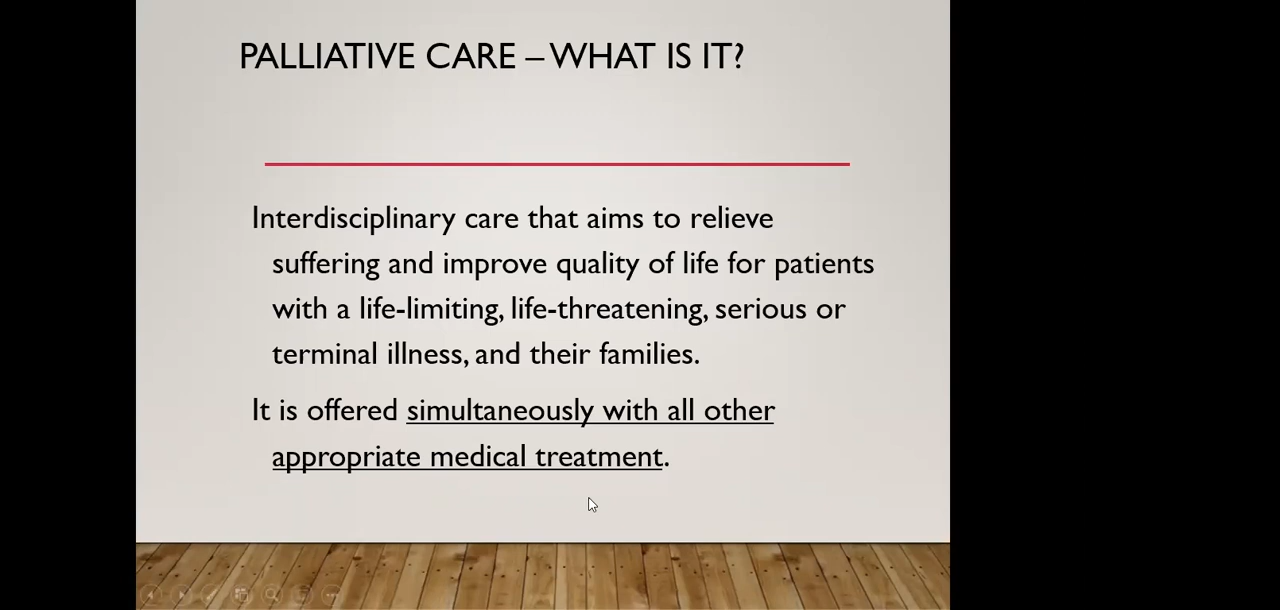 PALLIATIVE CARE – WHAT IS IT?
Interdisciplinary care that aims to relieve
suffering and improve quality of life for patients
with a life-limiting, life-threatening, serious or
terminal illness, and their families.
It is offered simultaneously with all other
appropriate medical treatment.